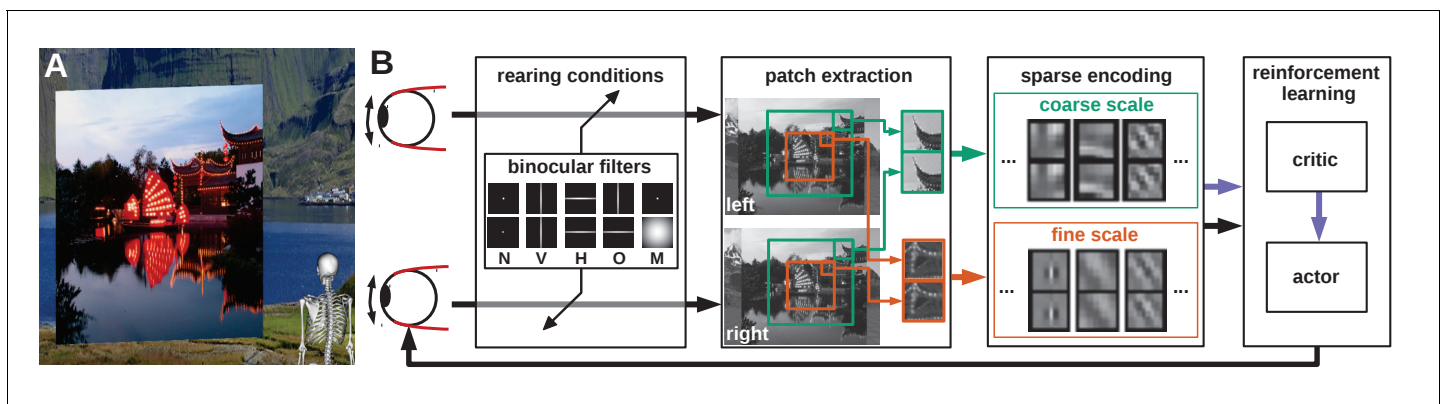 A
B
rearing conditions
binocular filters
N V H O M
patch extraction
left
right
sparse encoding
coarse scale
... ...
fine scale
... ...
reinforcement
learning
critic
actor